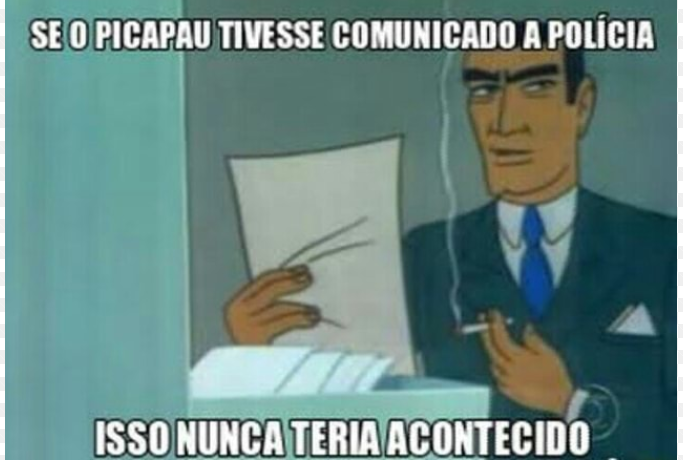 SE O PICAPAU TIVESSE COMUNICADO A POLÍCIA
ISSO NUNCA TERIA ACONTECIDO